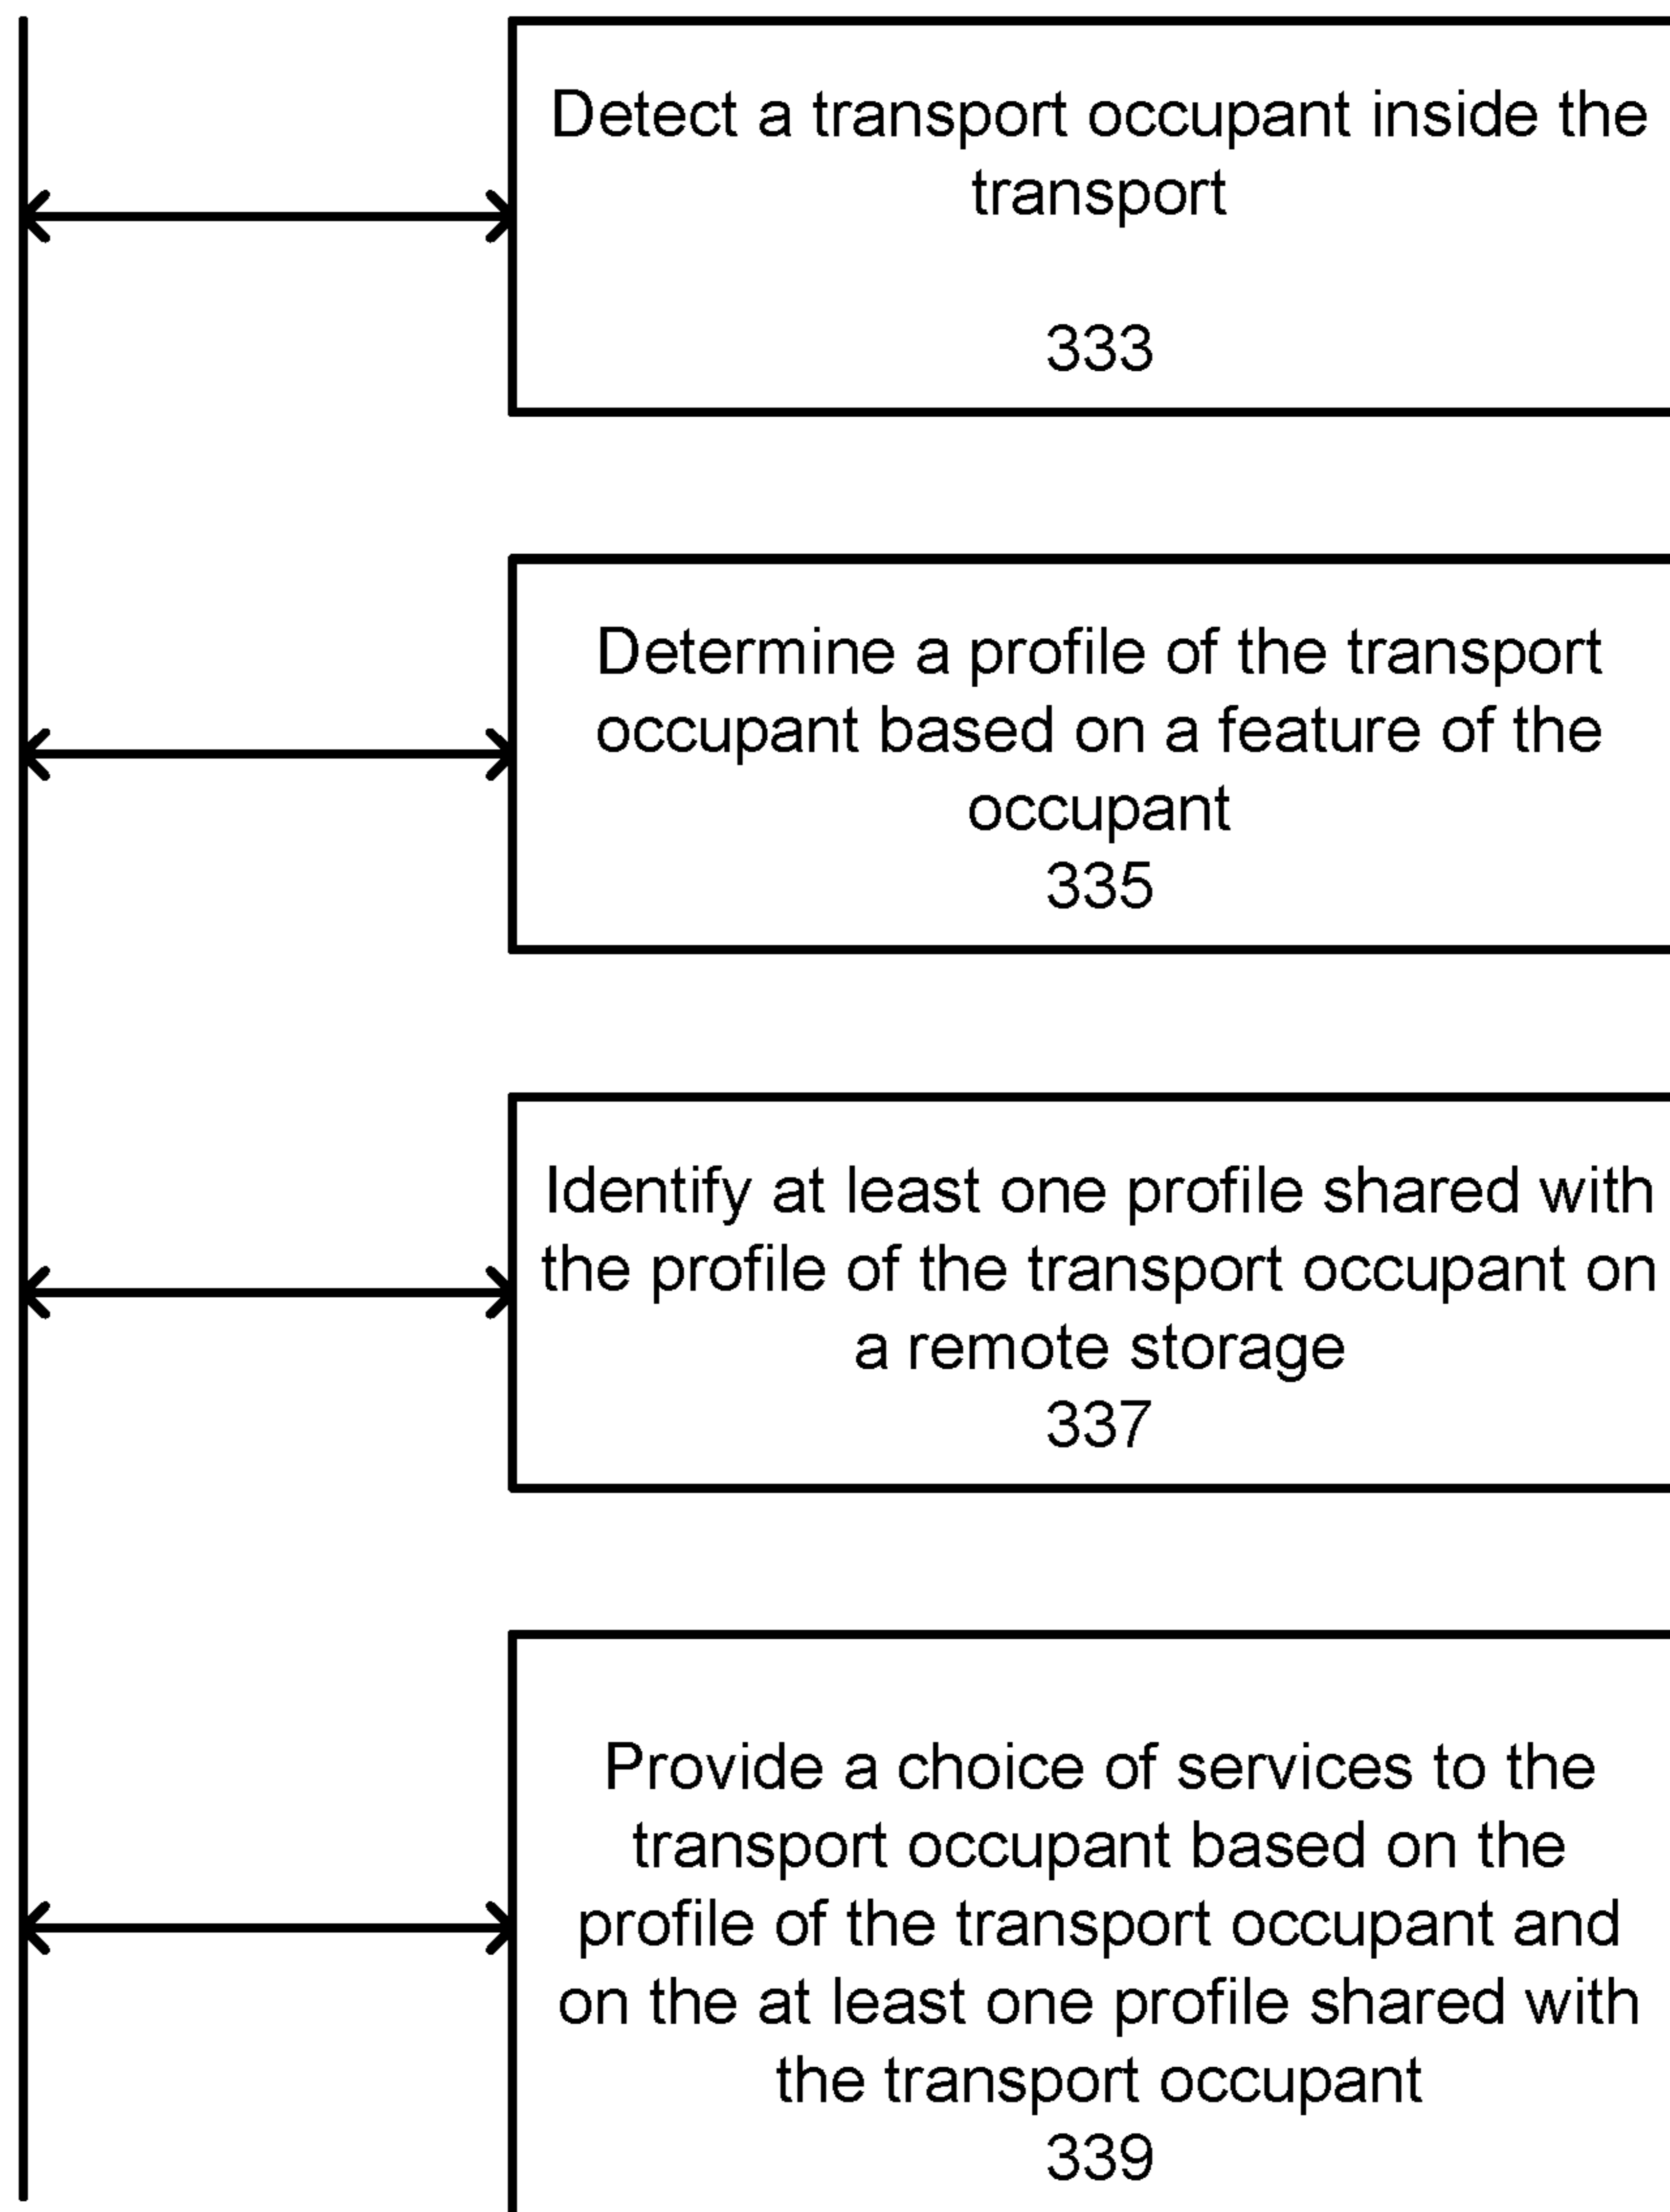 Detect a transport occupant inside the
transport
333
Determine a profile of the transport
occupant based on a feature of the
occupant
335
Identify at least one profile shared with
the profile of the transport occupant on
a remote storage
337
Provide a choice of services to the
transport occupant based on the
profile of the transport occupant and
on the at least one profile shared with
the transport occupant
339